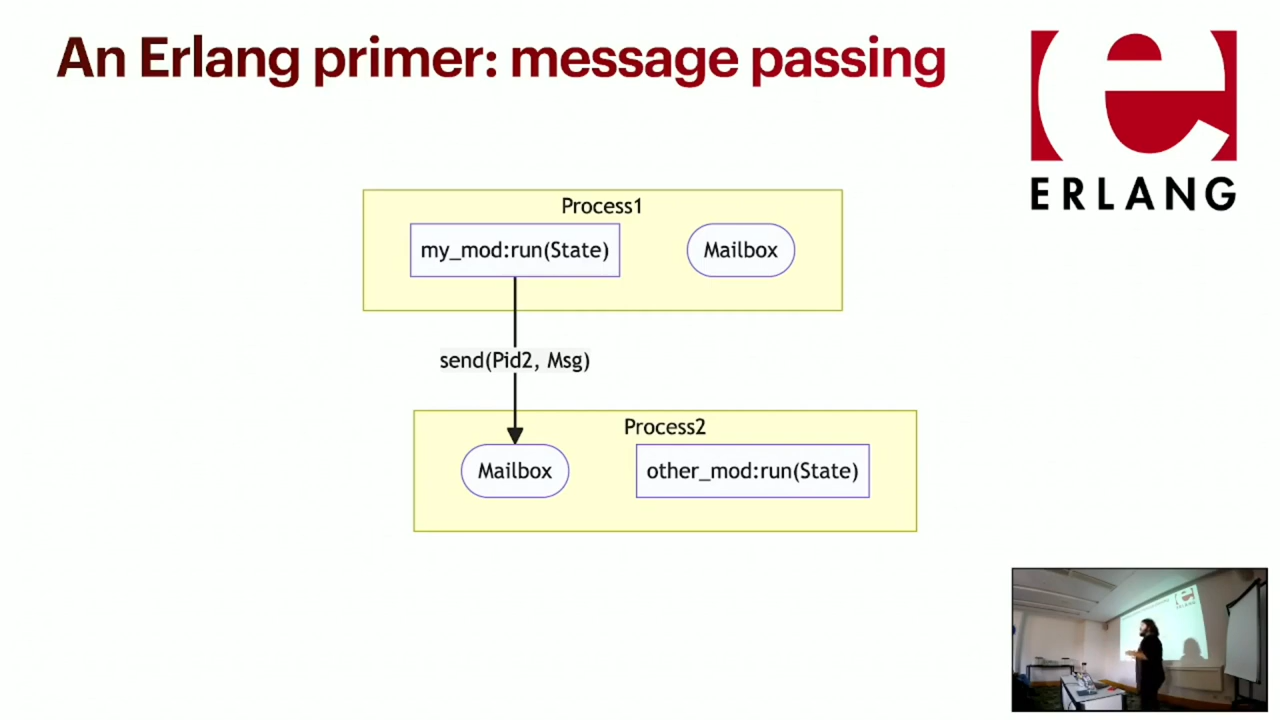 An Erlang primer: message passing
ERLANG
Process1
my_mod:run(State)
Mailbox
send(Pid2, Msg)
Process2
Mailbox
other_mod:run(State)